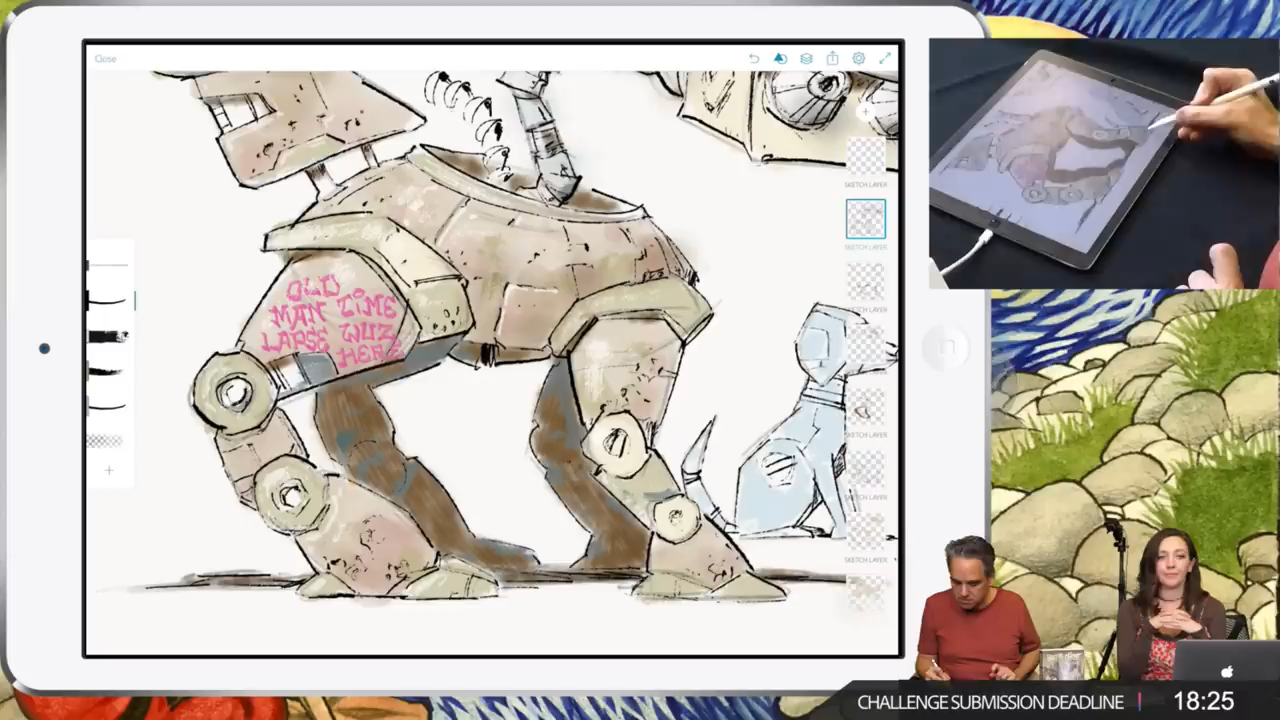 Close
SKETCH LAYER
SKETCH LAYER
SKETCH LAYER
SKETCH LAYER
SKETCH LAYER
SKETCH LAYER
SKETCH LAYER
OLD
MAN TIME
LAPSE WUZ
HERE
CHALLENGE SUBMISSION DEADLINE | 18:25